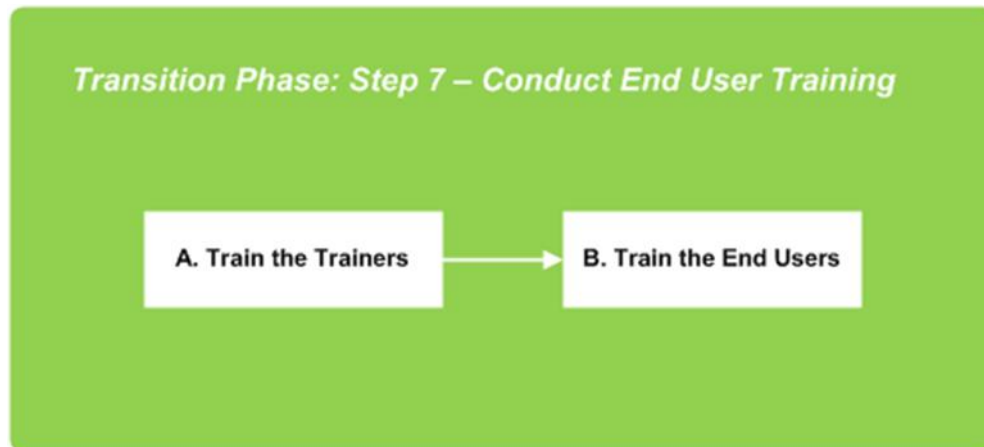 Transition Phase: Step 7 – Conduct End User Training
A. Train the Trainers
B. Train the End Users